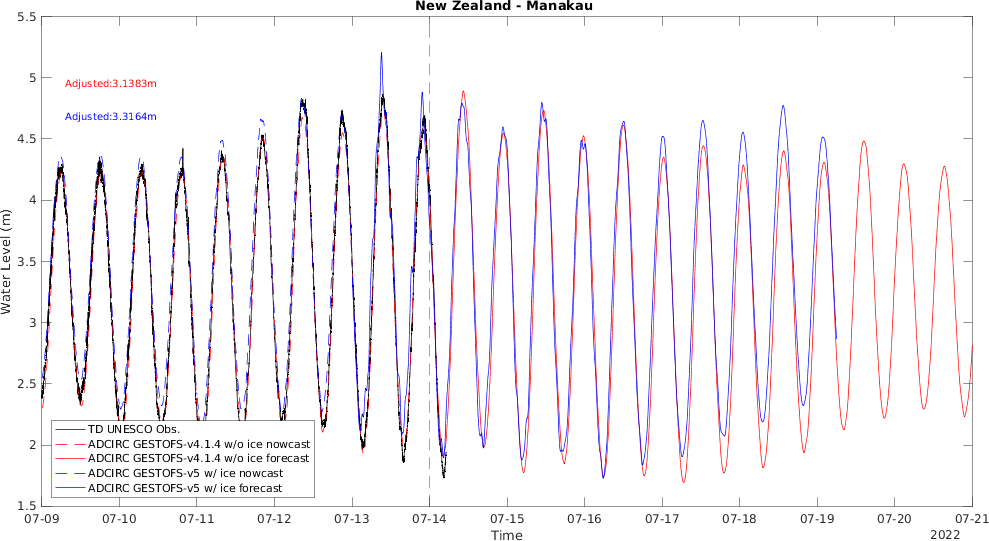 New Zealand - Manakau
5.5
5
4.5
4
3.5
3
2.5
2
1.5
Water Level (m)
Adjusted:3.1383m
Adjusted:3.3164m
TD UNESCO Obs.
ADCIRC GESTOFS-v4.1.4 w/o ice nowcast
ADCIRC GESTOFS-v4.1.4 w/o ice forecast
ADCIRC GESTOFS-v5 w/ ice nowcast
ADCIRC GESTOFS-v5 w/ ice forecast
07-09 07-10 07-11 07-12 07-13 07-14 07-15 07-16 07-17 07-18 07-19 07-20 07-21
Time
2022